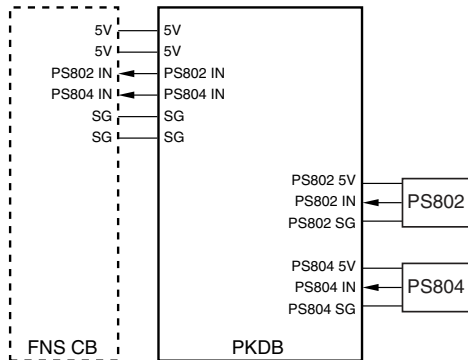 5V 5V
5V 5V
PS802 IN PS802 IN
PS804 IN PS804 IN
SG SG
SG SG
PS802 5V
PS802 IN PS802
PS802 SG
PS804 5V
PS804 IN PS804
PS804 SG
FNS CB PKDB